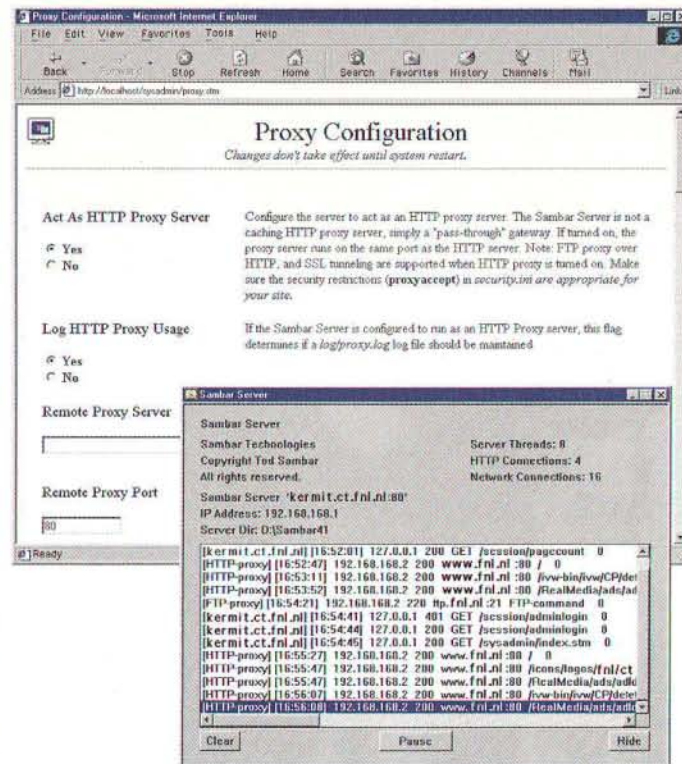 Proxy Configuration - Microsoft Internet Explorer
File Edit View Favorites Tools Help
Back Forward Stop Refresh Home Search Favorites History Channels Mail
Address http://localhost/sysadmin/proxy.stm Link
Proxy Configuration
Changes don't take effect until system restart.
Act As HTTP Proxy Server
Yes
No
Configure the server to act as an HTTP proxy server. The Sambar Server is not a
caching HTTP proxy server, simply a "pass-through" gateway. If turned on, the
proxy server runs on the same port as the HTTP server. Note: FTP proxy over
HTTP, and SSL tunneling are supported when HTTP proxy is turned on. Make
sure the security restrictions (proxyaccept) in security.ini are appropriate for
your site.
Log HTTP Proxy Usage
Yes
No
If the Sambar Server is configured to run as an HTTP Proxy server, this flag
determines if a log/proxy.log log file should be maintained
Remote Proxy Server
Remote Proxy Port
80
Ready
Sambar Server
Sambar Server
Sambar Technologies
Copyright Tod Sambar
All rights reserved.
Server Threads: 8
HTTP Connections: 4
Network Connections: 16
Sambar Server 'kermit.ct.fnl.nl:80'
IP Address: 192.168.168.1
Server Dir: D:\Sambar41
[kermit.ct.fnl.nl] [16:52:01] 127.0.0.1 200 GET /session/pagecount 0
[HTTP-proxy] [16:52:47] 192.168.168.2 200 www.fnl.nl :80 / 0
[HTTP-proxy] [16:53:11] 192.168.168.2 200 www.fnl.nl :80 /ivw-bin/ivw/CP/det
[HTTP-proxy] [16:53:52] 192.168.168.2 200 www.fnl.nl :80 /RealMedia/ads/ad
[FTP-proxy] [16:54:21] 192.168.168.2 220 ftp.fnl.nl :21 FTP-command 0
[kermit.ct.fnl.nl] [16:54:41] 127.0.0.1 401 GET /session/adminlogin 0
[kermit.ct.fnl.nl] [16:54:44] 127.0.0.1 200 GET /session/adminlogin 0
[kermit.ct.fnl.nl] [16:54:45] 127.0.0.1 200 GET /sysadmin/index.stm 0
[HTTP-proxy] [16:55:27] 192.168.168.2 200 www.fnl.nl :80 / 0
[HTTP-proxy] [16:55:47] 192.168.168.2 200 www.fnl.nl :80 /icons/logos/fnl/ct
[HTTP-proxy] [16:55:47] 192.168.168.2 200 www.fnl.nl :80 /RealMedia/ads/adk
[HTTP-proxy] [16:56:07] 192.168.168.2 200 www.fnl.nl :80 /ivw-bin/ivw/CP/delet
[HTTP-proxy] [16:56:08] 192.168.168.2 200 www.fnl.nl :80 /RealMedia/ads/adk
Clear Pause Hide